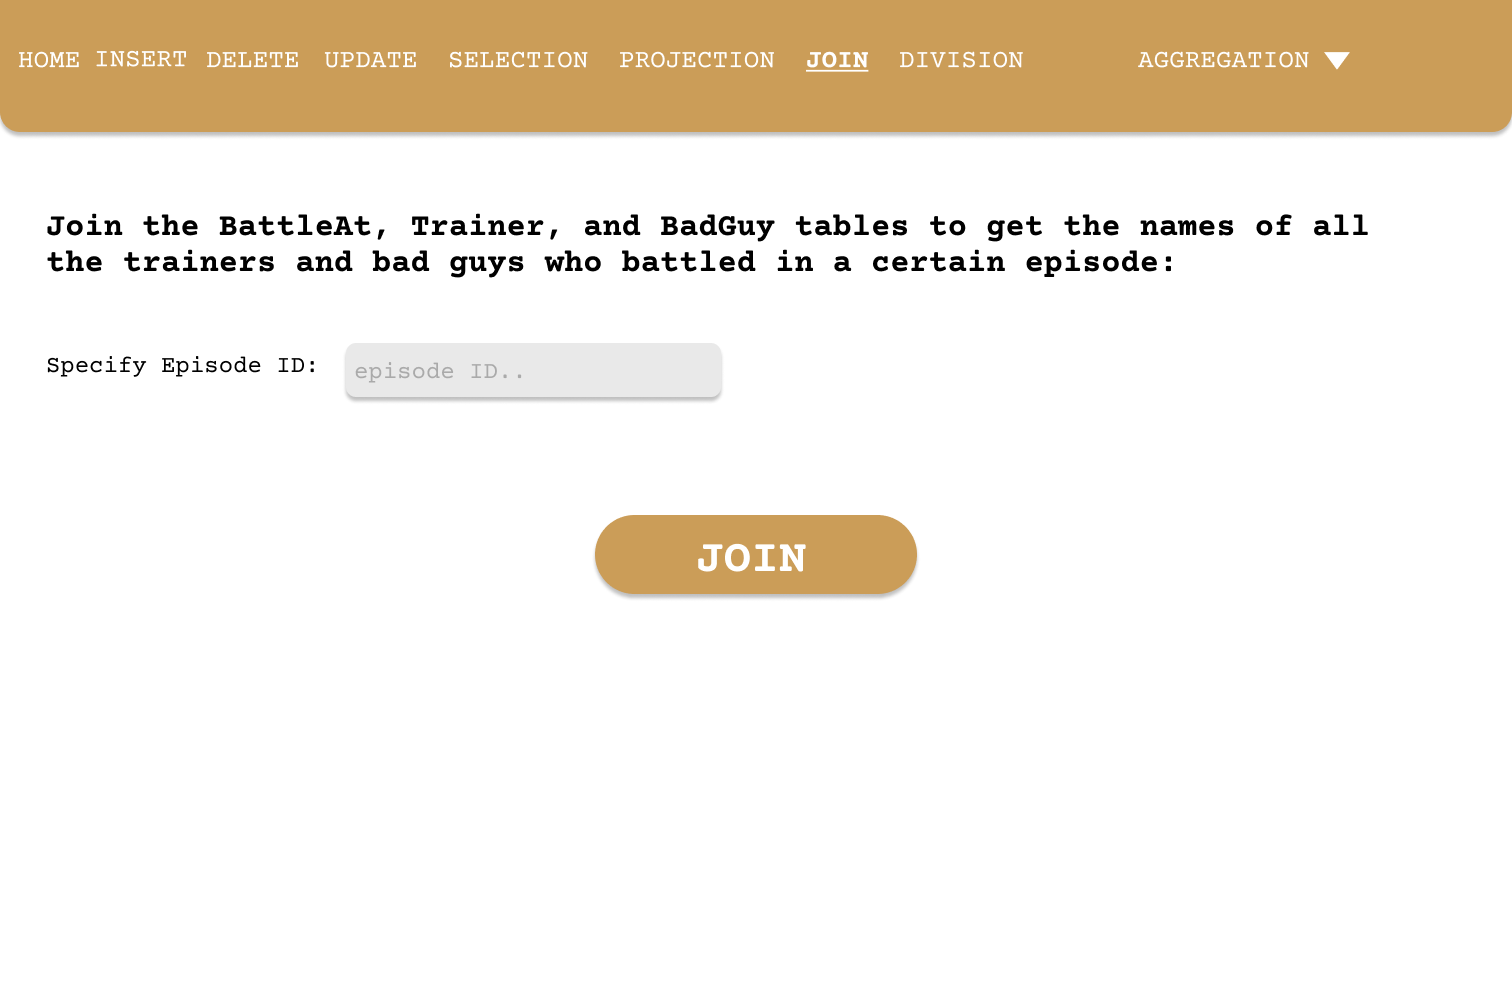 HOME INSERT DELETE UPDATE SELECTION PROJECTION JOIN DIVISION AGGREGATION
Join the BattleAt, Trainer, and BadGuy tables to get the names of all
the trainers and bad guys who battled in a certain episode:
Specify Episode ID: episode ID..
JOIN